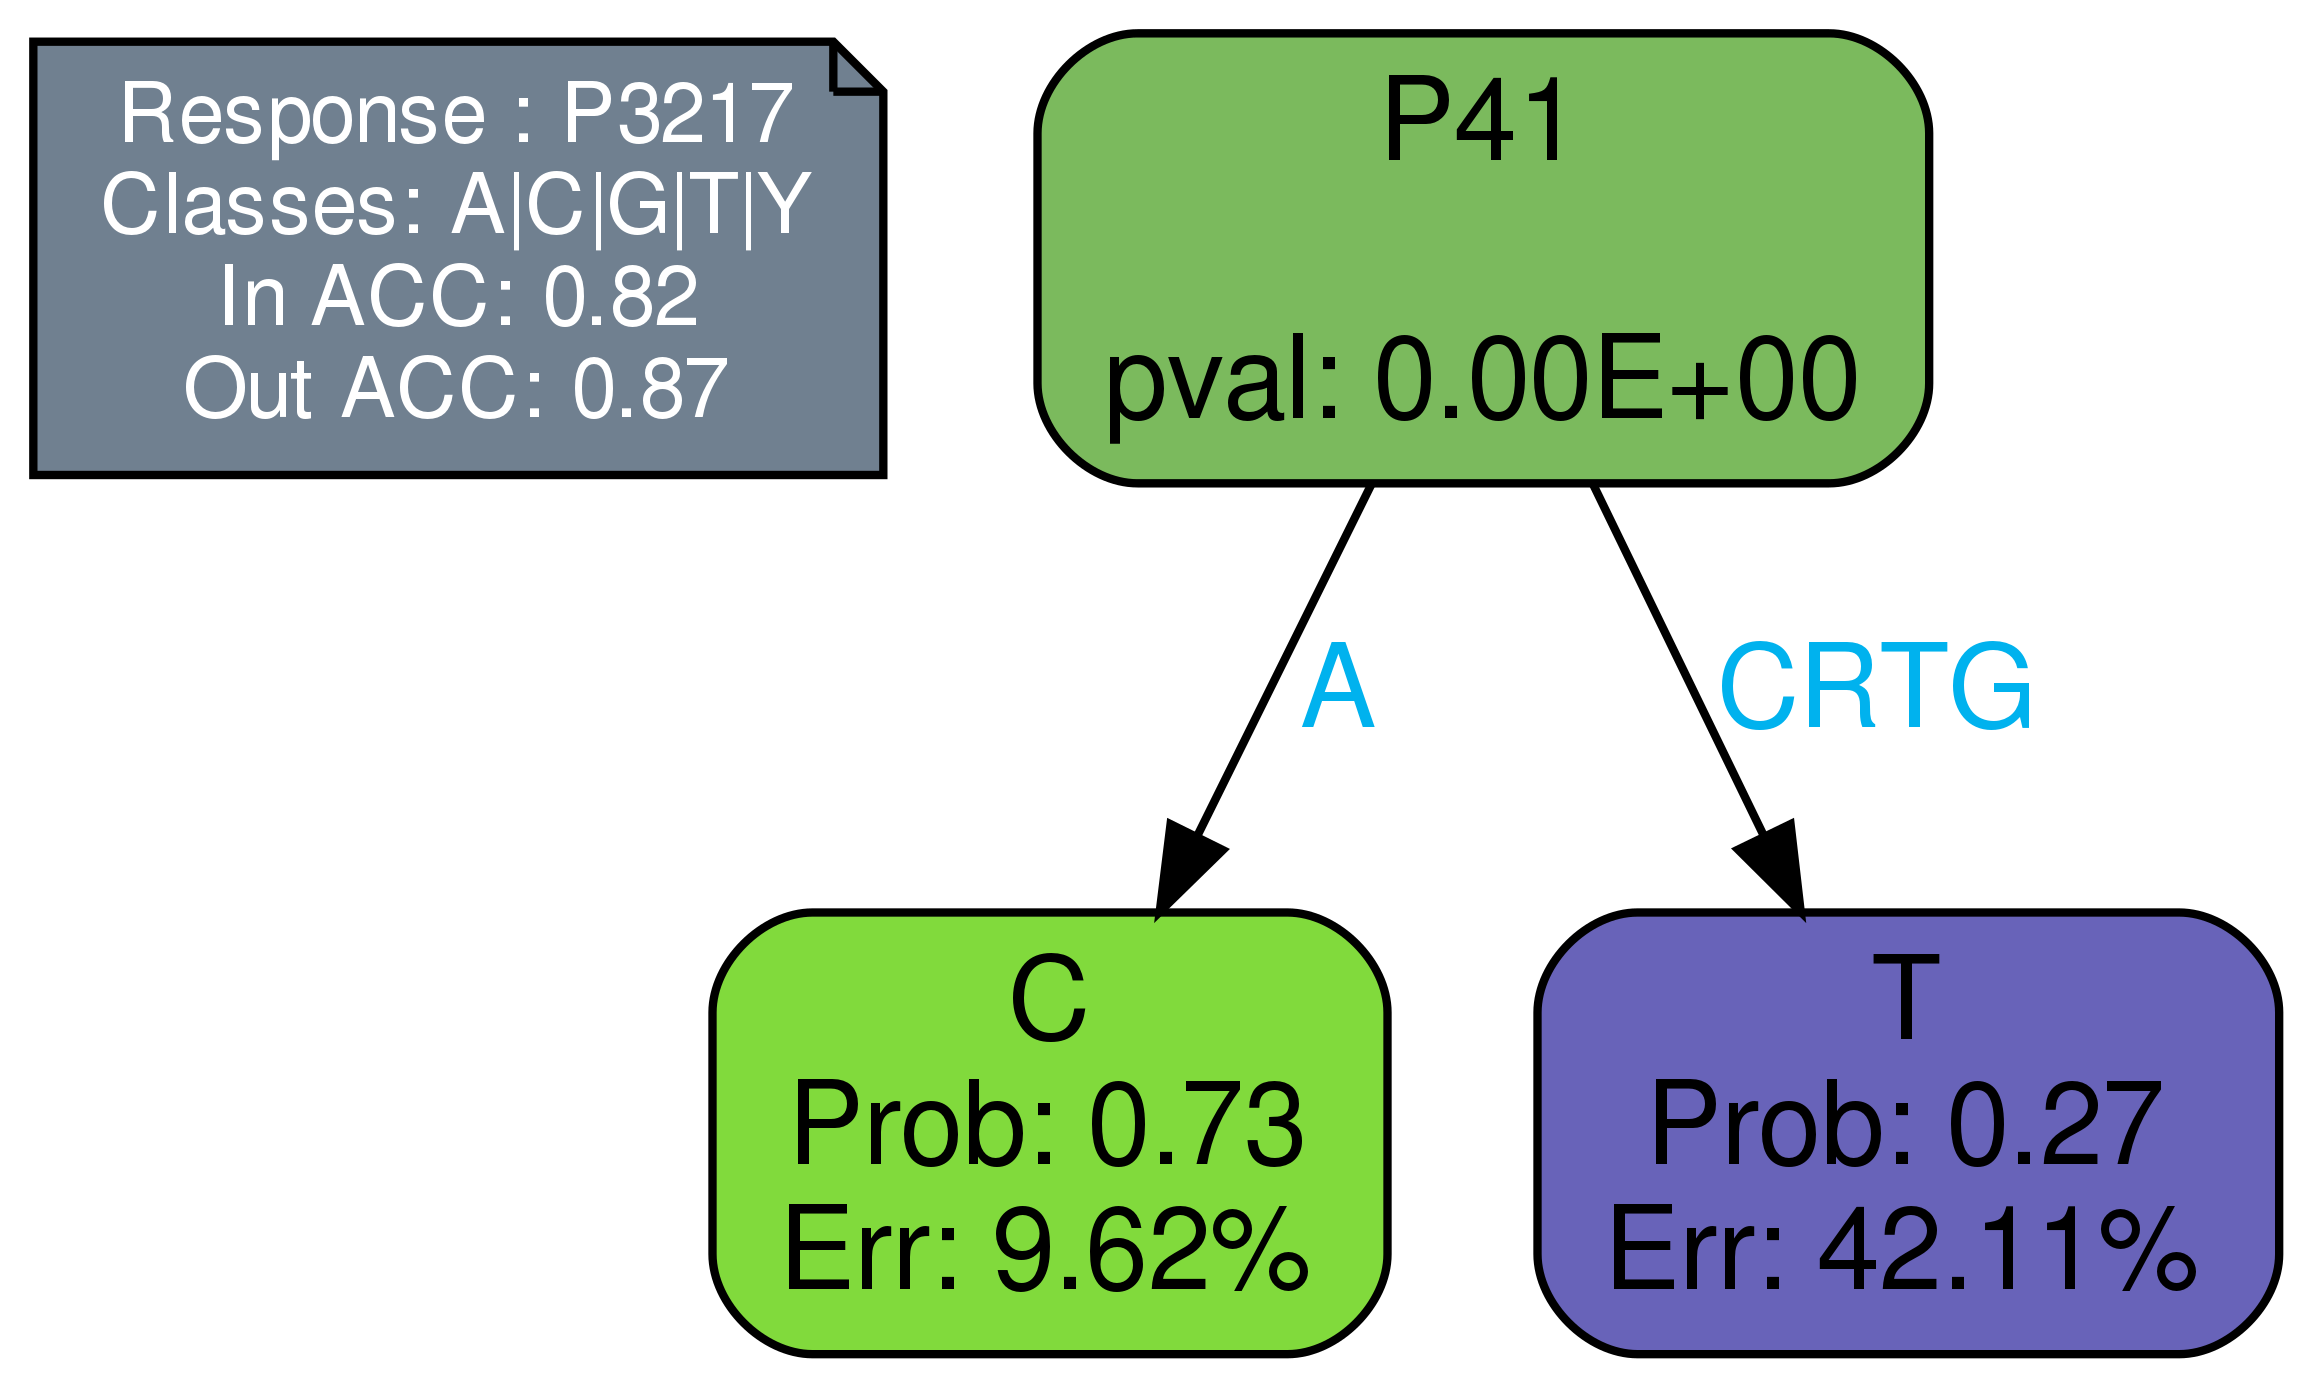 Response : P3217
Classes: A|C|G|T|Y
In ACC: 0.82
Out ACC: 0.87
P41
pval: 0.00E+00
A
CRTG
C
Prob: 0.73
Err: 9.62%
T
Prob: 0.27
Err: 42.11%